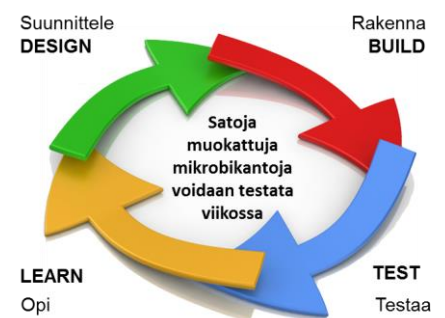 Suunnittele
DESIGN
Rakenna
BUILD
Satoja
muokattuja
mikrobikantoja
voidaan testata
viikossa
LEARN
Opi
TEST
Testaa